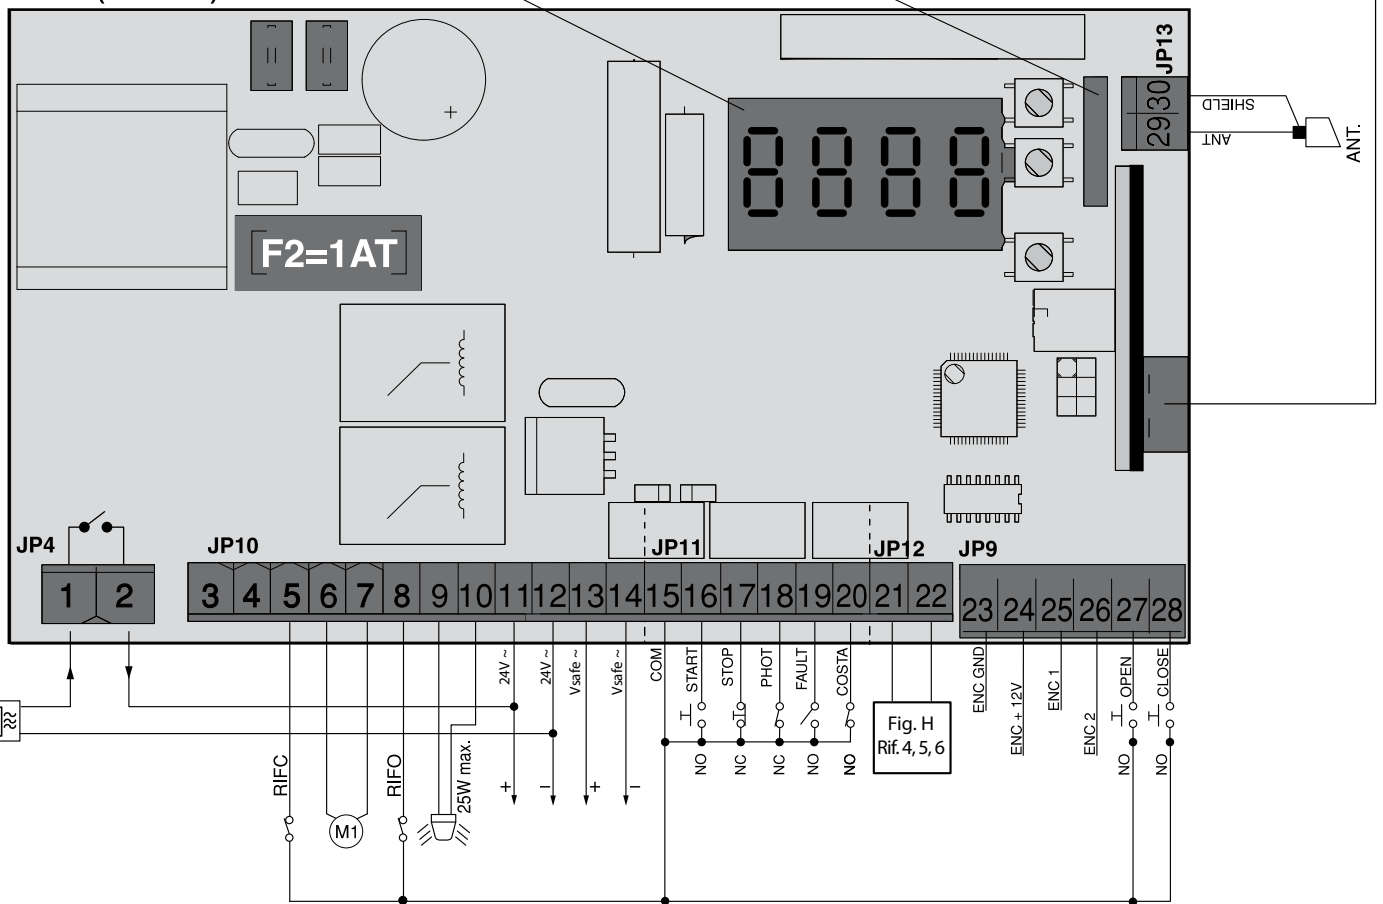 JP13
29 30
SHIELD
ANT
ANT.
+
F2=1AT
JP4
JP10
JP11
JP12
JP9
1 2
3 4 5 6 7 8 9 10 11 12 13 14 15 16 17 18 19 20 21 22
23 24 25 26 27 28
24V ~
24V ~
Vsafe ~
Vsafe ~
COM
START
STOP
PHOT
FAULT
COSTA
ENC GND
ENC + 12V
ENC 1
ENC 2
OPEN
CLOSE
Fig. H
Rif. 4, 5, 6
NO
NC
NC
NO
NO
NO
NO
RIFC
M1
RIFO
25W max.
+
–
+
–